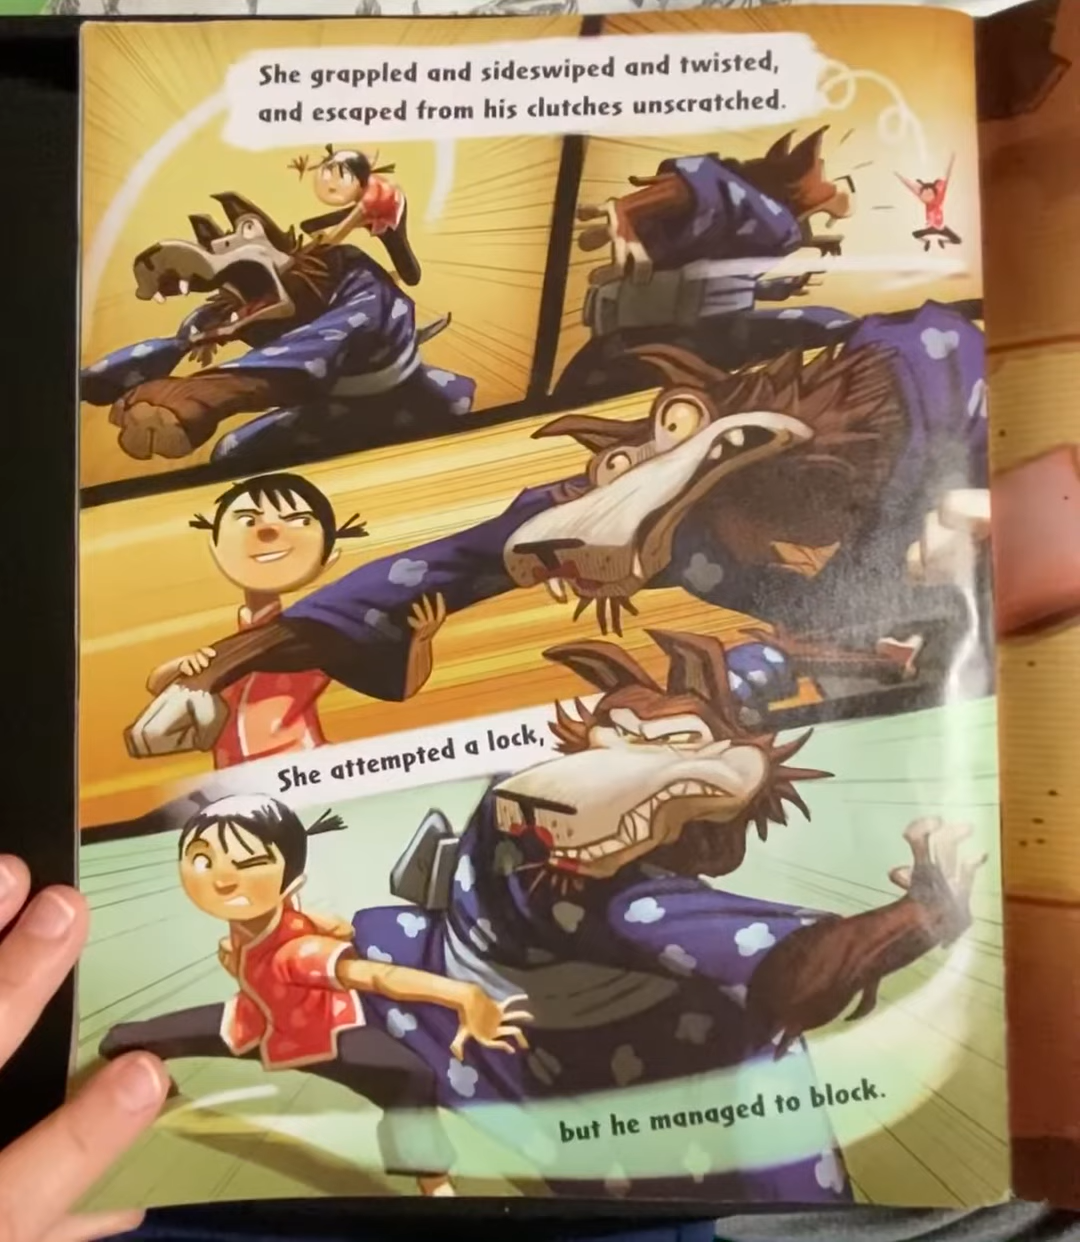 She grappled and sideswiped and twisted,
and escaped from his clutches unscratched.
She attempted a lock,
but he managed to block.